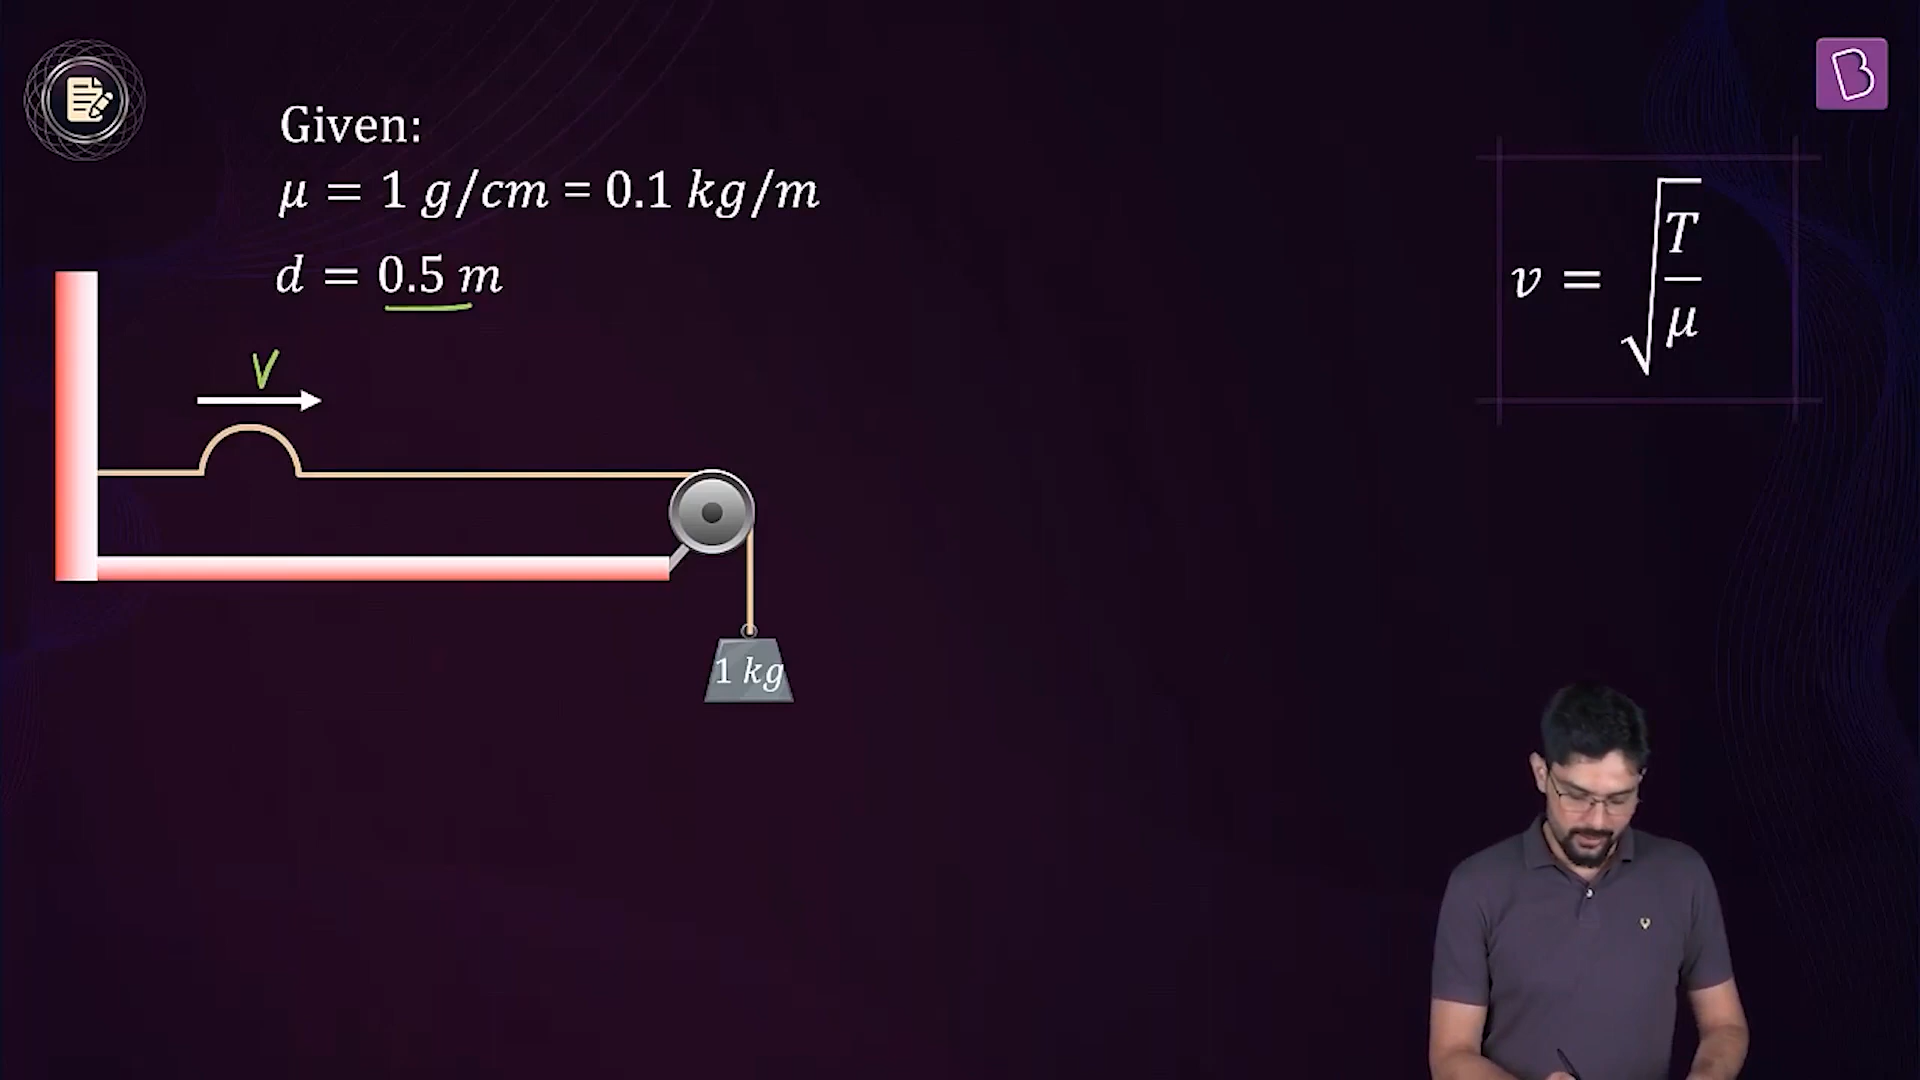 Given:
μ = 1 g/cm = 0.1 kg/m
d = 0.5 m
V
v = √(T/μ)
1 kg
B